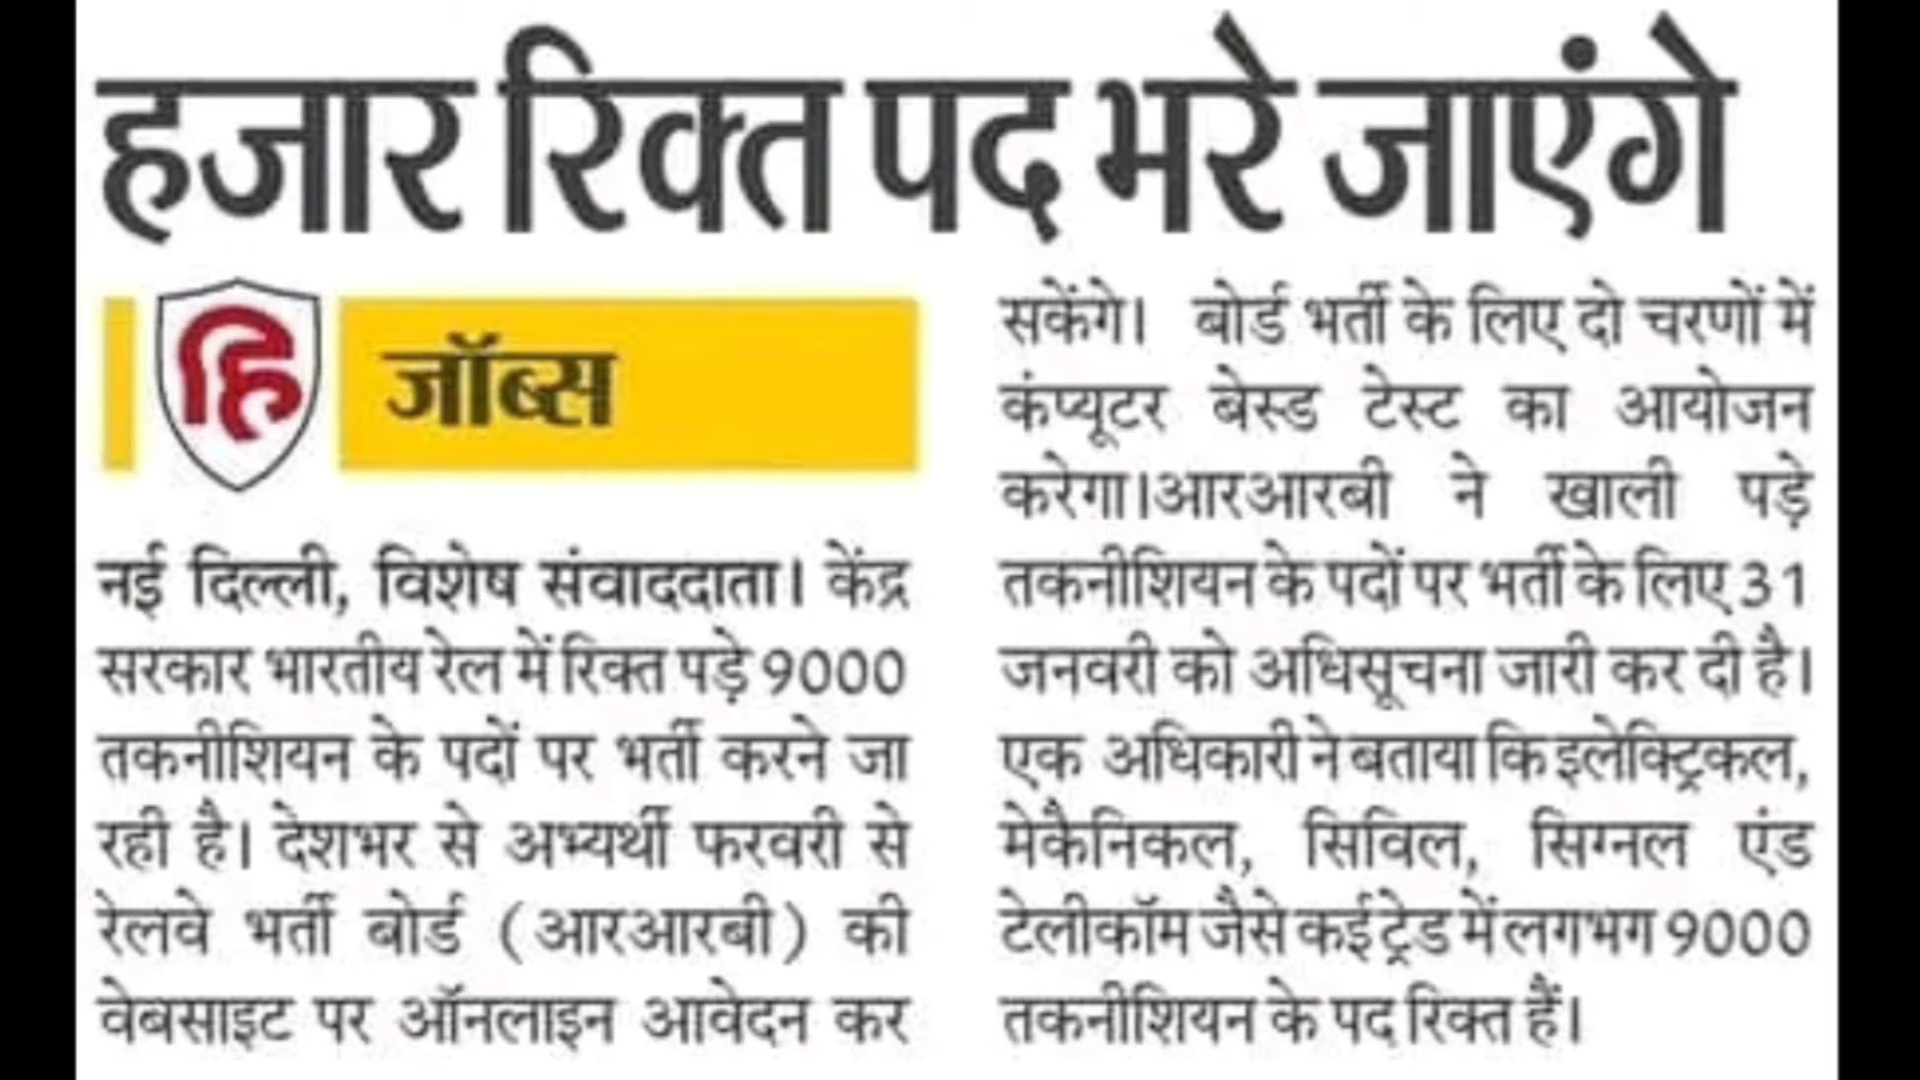 हजार रिक्त पद भरे जाएंगे
हि
जॉब्स
नई दिल्ली, विशेष संवाददाता। केंद्र
सरकार भारतीय रेल में रिक्त पड़े 9000
तकनीशियन के पदों पर भर्ती करने जा
रही है। देशभर से अभ्यर्थी फरवरी से
रेलवे भर्ती बोर्ड (आरआरबी) की
वेबसाइट पर ऑनलाइन आवेदन कर
सकेंगे। बोर्ड भर्ती के लिए दो चरणों में
कंप्यूटर बेस्ड टेस्ट का आयोजन
करेगा।आरआरबी ने खाली पड़े
तकनीशियन के पदों पर भर्ती के लिए 31
जनवरी को अधिसूचना जारी कर दी है।
एक अधिकारी ने बताया कि इलेक्ट्रिकल,
मेकैनिकल, सिविल, सिग्नल एंड
टेलीकॉम जैसे कई ट्रेड में लगभग 9000
तकनीशियन के पद रिक्त हैं।